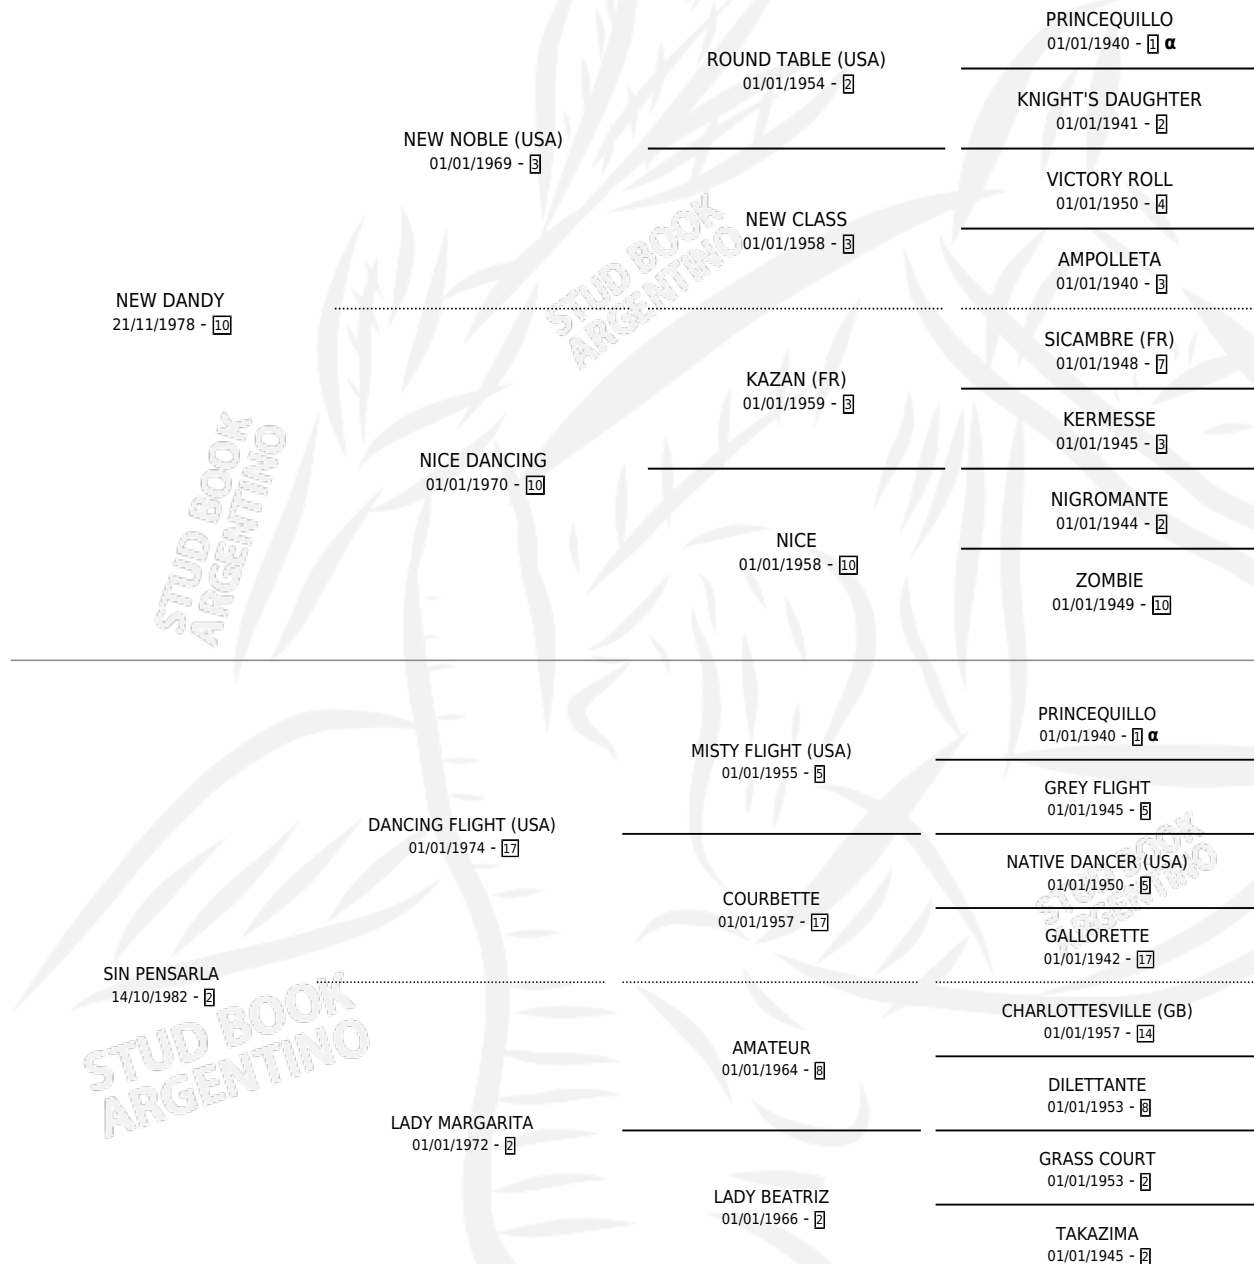 PRINCEQUILLO
01/01/1940 - 1 α
ROUND TABLE (USA)
01/01/1954 - 2
KNIGHT'S DAUGHTER
01/01/1941 - 2
NEW NOBLE (USA)
01/01/1969 - 3
VICTORY ROLL
01/01/1950 - 4
NEW CLASS
01/01/1958 - 3
AMPOLLETA
01/01/1940 - 3
NEW DANDY
21/11/1978 - 10
SICAMBRE (FR)
01/01/1948 - 7
KAZAN (FR)
01/01/1959 - 3
KERMESSE
01/01/1945 - 3
NICE DANCING
01/01/1970 - 10
NIGROMANTE
01/01/1944 - 2
NICE
01/01/1958 - 10
ZOMBIE
01/01/1949 - 10
PRINCEQUILLO
01/01/1940 - 1 α
MISTY FLIGHT (USA)
01/01/1955 - 5
GREY FLIGHT
01/01/1945 - 5
DANCING FLIGHT (USA)
01/01/1974 - 17
NATIVE DANCER (USA)
01/01/1950 - 5
COURBETTE
01/01/1957 - 17
GALLORETTE
01/01/1942 - 17
SIN PENSARLA
14/10/1982 - 2
CHARLOTTESVILLE (GB)
01/01/1957 - 14
AMATEUR
01/01/1964 - 8
DILETTANTE
01/01/1953 - 8
LADY MARGARITA
01/01/1972 - 2
GRASS COURT
01/01/1953 - 2
LADY BEATRIZ
01/01/1966 - 2
TAKAZIMA
01/01/1945 - 2
STUD BOOK
ARGENTINO
STUD BOOK
ARGENTINO
STUD BOOK
ARGENTINO
STUD BOOK
ARGENTINO